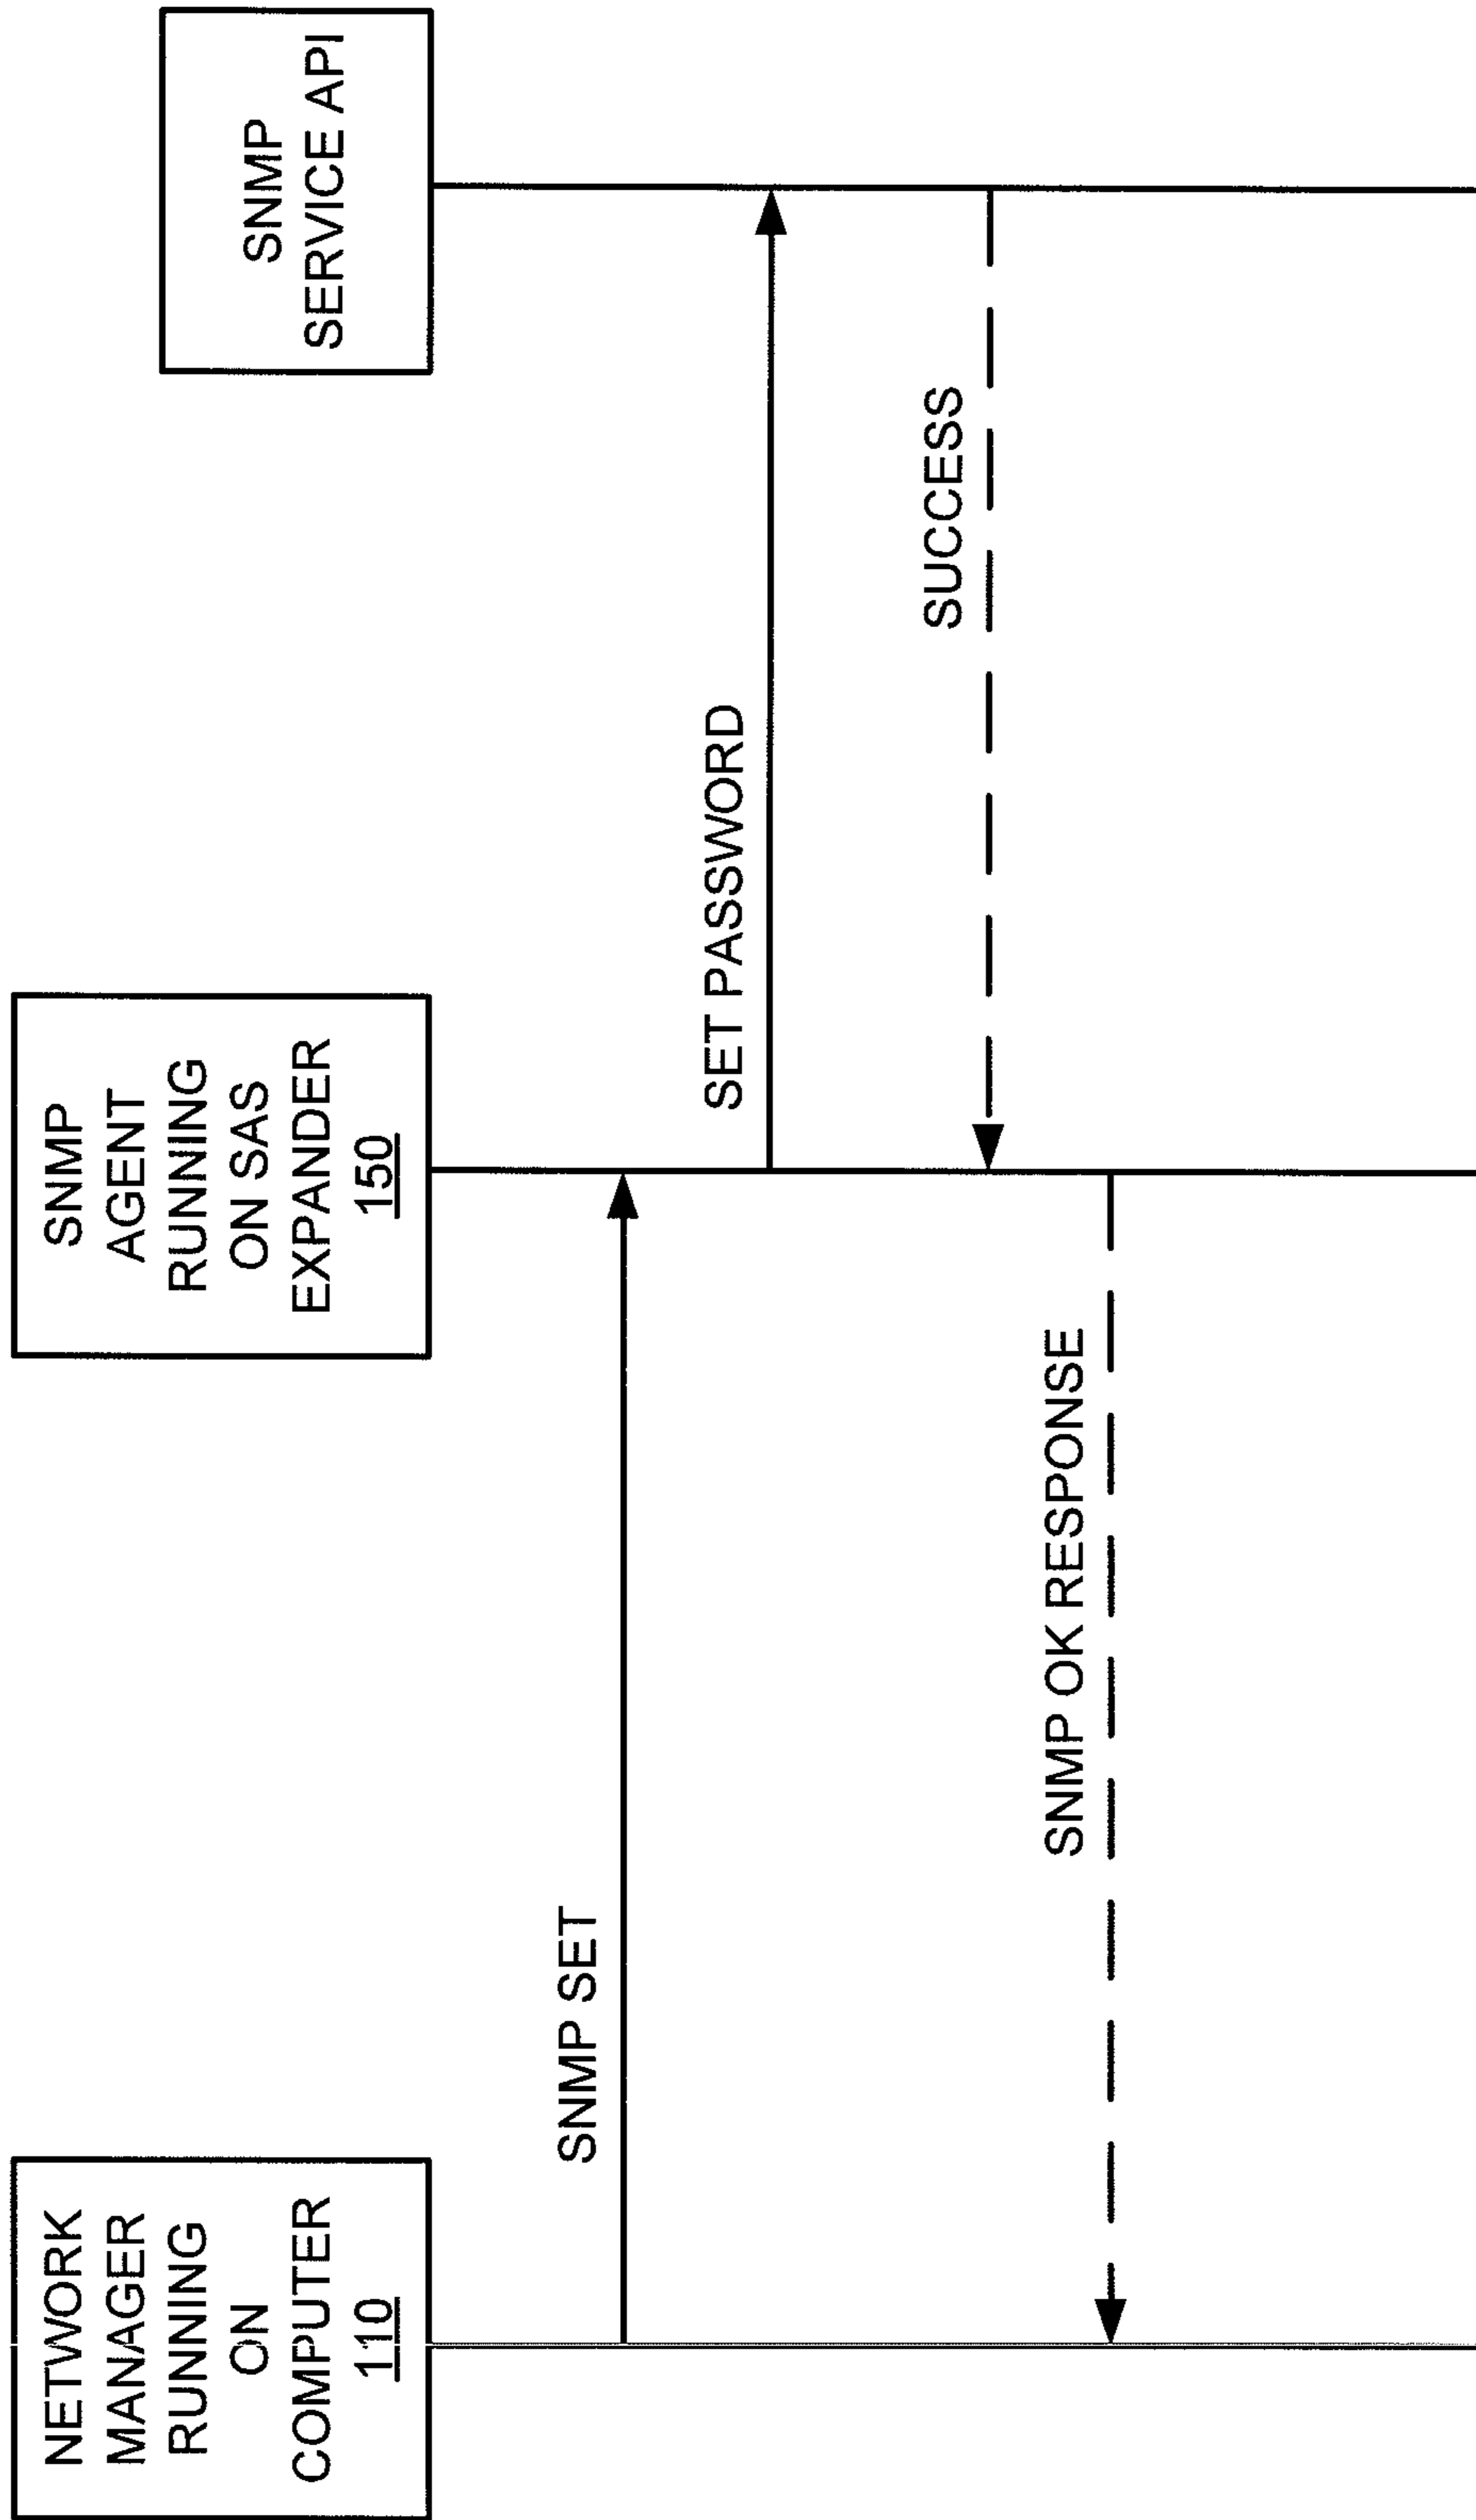 NETWORK
MANAGER
RUNNING
ON
COMPUTER
110
SNMP
AGENT
RUNNING
ON SAS
EXPANDER
150
SNMP
SERVICE API
SNMP SET
SET PASSWORD
SUCCESS
SNMP OK RESPONSE